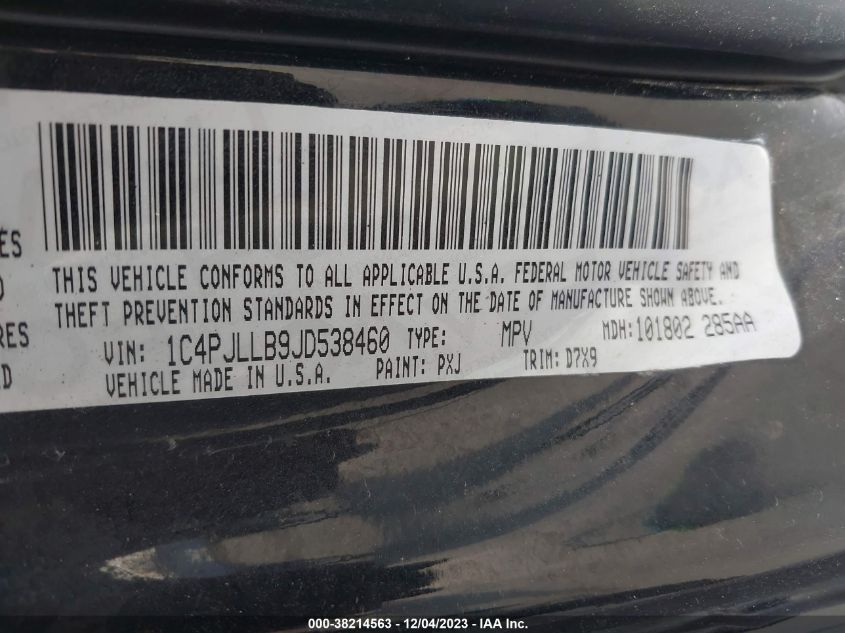 ES
THIS VEHICLE CONFORMS TO ALL APPLICABLE U.S.A. FEDERAL MOTOR VEHICLE SAFETY AND
THEFT PREVENTION STANDARDS IN EFFECT ON THE DATE OF MANUFACTURE SHOWN ABOVE.
RES
VIN: 1C4PJLLB9JD538460 TYPE: MPV MDH:101802 285AA
D
VEHICLE MADE IN U.S.A. PAINT: PXJ TRIM: D7X9
000-38214563 - 12/04/2023 - IAA Inc.